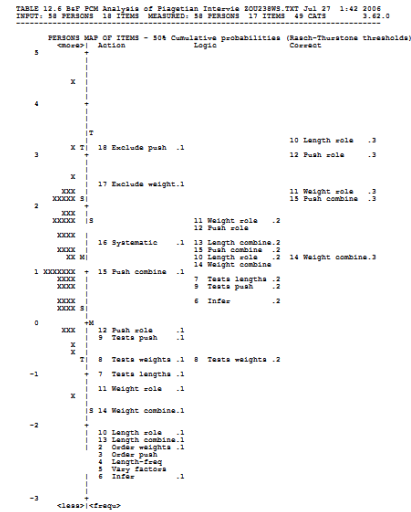 TABLE 12.6 B&F PCM Analysis of Piagetian Intervie ZOU238WS.TXT Jul 27 1:42 2006
INPUT: 58 PERSONS 18 ITEMS MEASURED: 58 PERSONS 17 ITEMS 49 CATS 3.62.0
PERSONS MAP OF ITEMS - 50% Cumulative probabilities (Rasch-Thurstone thresholds)
<more>| Action Logic Correct
5 +
|
X |
|
4 +
|
|T
| 10 Length role .3
X T| 18 Exclude push .1
3 + 12 Push role .3
|
X |
XXX | 17 Exclude weight.1 11 Weight role .3
XXXXX S| 15 Push combine .3
2 +
XXX |
XXXXX |S 11 Weight role .2
| 12 Push role
XXXX |
| 16 Systematic .1 13 Length combine.2
XXXX | 15 Push combine .2
XX M| 10 Length role .2 14 Weight combine.3
| 14 Weight combine
1 XXXXXXX + 15 Push combine .1
XXXX | 7 Tests lengths .2
XXXX | 9 Tests push .2
|
XXXX | 6 Infer .2
XXXX S|
0 +M
XXX | 12 Push role .1
| 9 Tests push .1
X |
X |
T| 8 Tests weights .1 8 Tests weights .2
-1 + 7 Tests lengths .1
|
| 11 Weight role .1
X |
|S 14 Weight combine.1
-2 +
| 10 Length role .1
| 13 Length combine.1
| 2 Order weights .1
3 Order push
4 Length-freq
5 Vary factors
| 6 Infer .1
-3 +
<less>|<frequ>